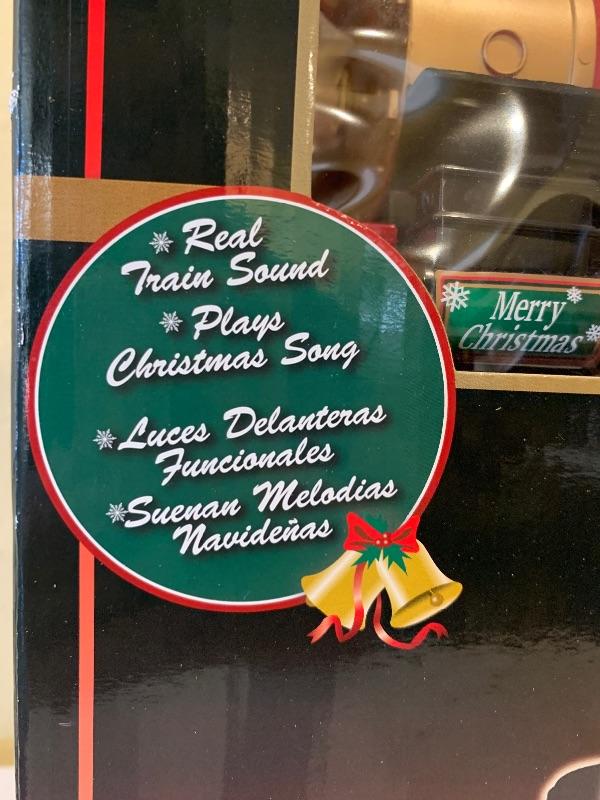 Real
Train Sound
Plays
Christmas Song
Luces Delanteras
Funcionales
Suenan Melodias
Navideñas
Merry
Christmas